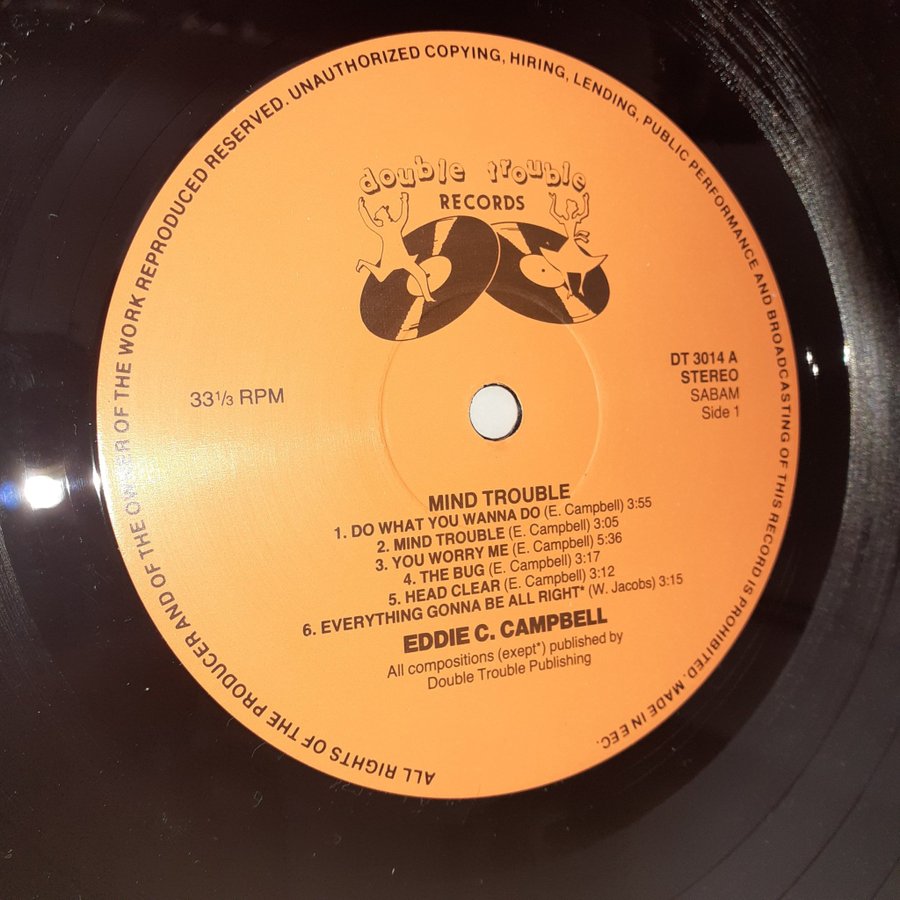 double trouble
RECORDS
33 1/3 RPM
DT 3014 A
STEREO
SABAM
Side 1
MIND TROUBLE
1. DO WHAT YOU WANNA DO (E. Campbell) 3:55
2. MIND TROUBLE (E. Campbell) 3:05
3. YOU WORRY ME (E. Campbell) 5:36
4. THE BUG (E. Campbell) 3:17
5. HEAD CLEAR (E. Campbell) 3:12
6. EVERYTHING GONNA BE ALL RIGHT* (W. Jacobs) 3:15
EDDIE C. CAMPBELL
All compositions (exept*) published by
Double Trouble Publishing
ALL RIGHTS OF THE PRODUCER AND OF THE OWNER OF THE WORK REPRODUCED RESERVED. UNAUTHORIZED COPYING, HIRING, LENDING, PUBLIC PERFORMANCE AND BROADCASTING OF THIS RECORD IS PROHIBITED. MADE IN EEC.